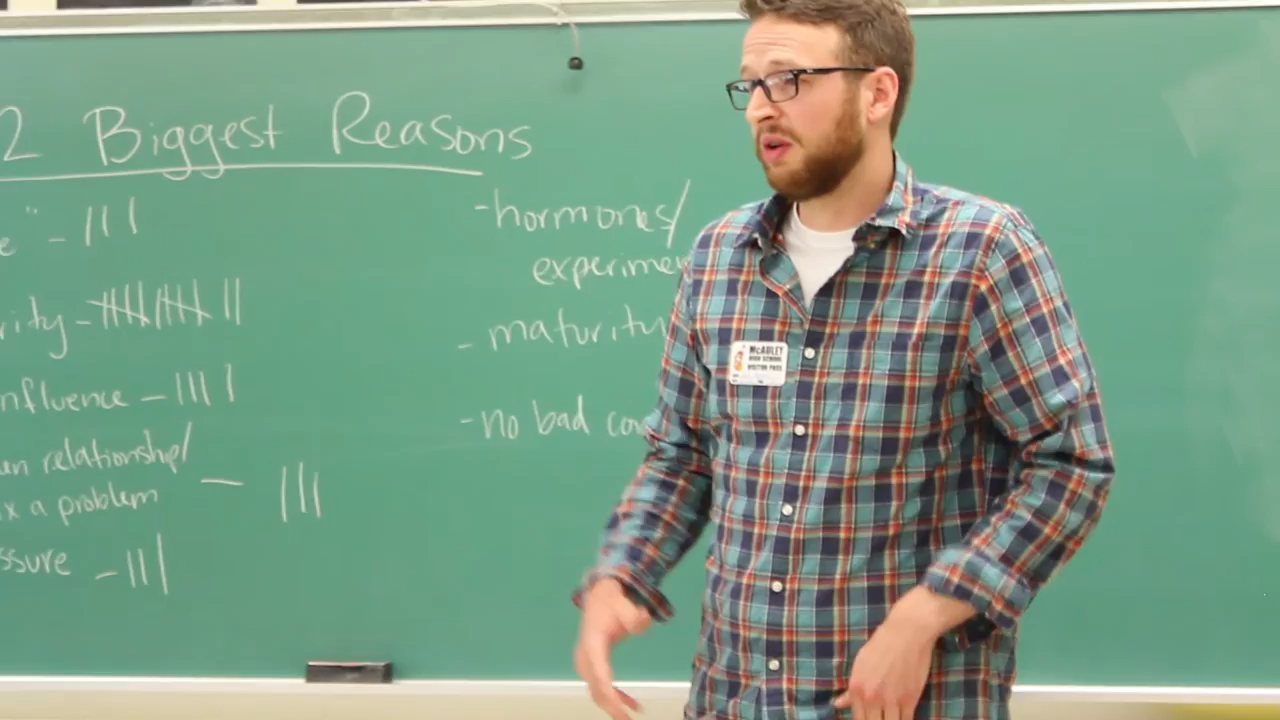 2 Biggest Reasons
e" - |||
rity - |||| |||| ||
nfluence - ||||
en relationship/
x a problem - |||
ssure - |||
-hormones/
experimen
- maturity
-no bad con
McAULEY
HIGH SCHOOL
VISITOR PASS